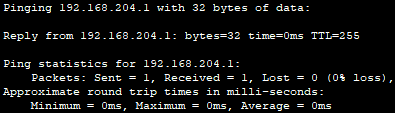 Pinging 192.168.204.1 with 32 bytes of data:
Reply from 192.168.204.1: bytes=32 time=0ms TTL=255
Ping statistics for 192.168.204.1:
    Packets: Sent = 1, Received = 1, Lost = 0 (0% loss),
Approximate round trip times in milli-seconds:
    Minimum = 0ms, Maximum = 0ms, Average = 0ms